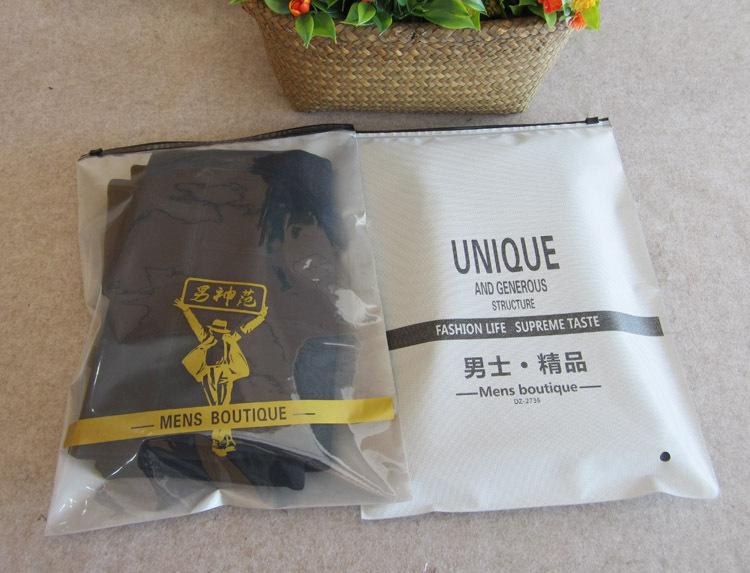 男神范
MENS BOUTIQUE
UNIQUE
AND GENEROUS
STRUCTURE
FASHION LIFE SUPREME TASTE
男士·精品
Mens boutique
DZ-2736